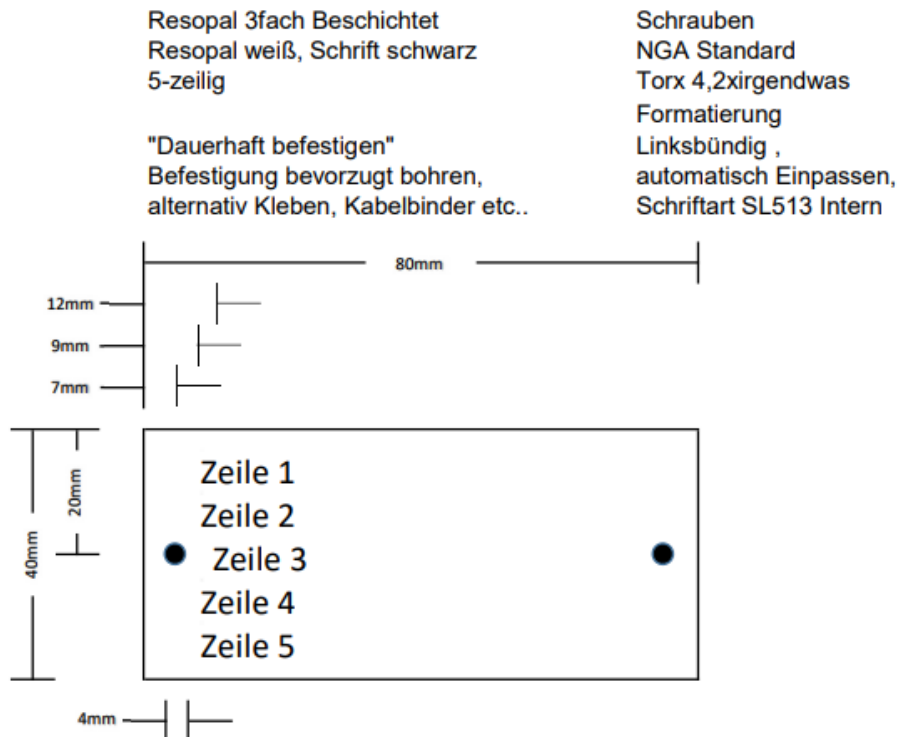 Resopal 3fach Beschichtet
Resopal weiß, Schrift schwarz
5-zeilig
"Dauerhaft befestigen"
Befestigung bevorzugt bohren,
alternativ Kleben, Kabelbinder etc..
Schrauben
NGA Standard
Torx 4,2xirgendwas
Formatierung
Linksbündig ,
automatisch Einpassen,
Schriftart SL513 Intern
80mm
12mm
9mm
7mm
40mm
20mm
Zeile 1
Zeile 2
Zeile 3
Zeile 4
Zeile 5
4mm